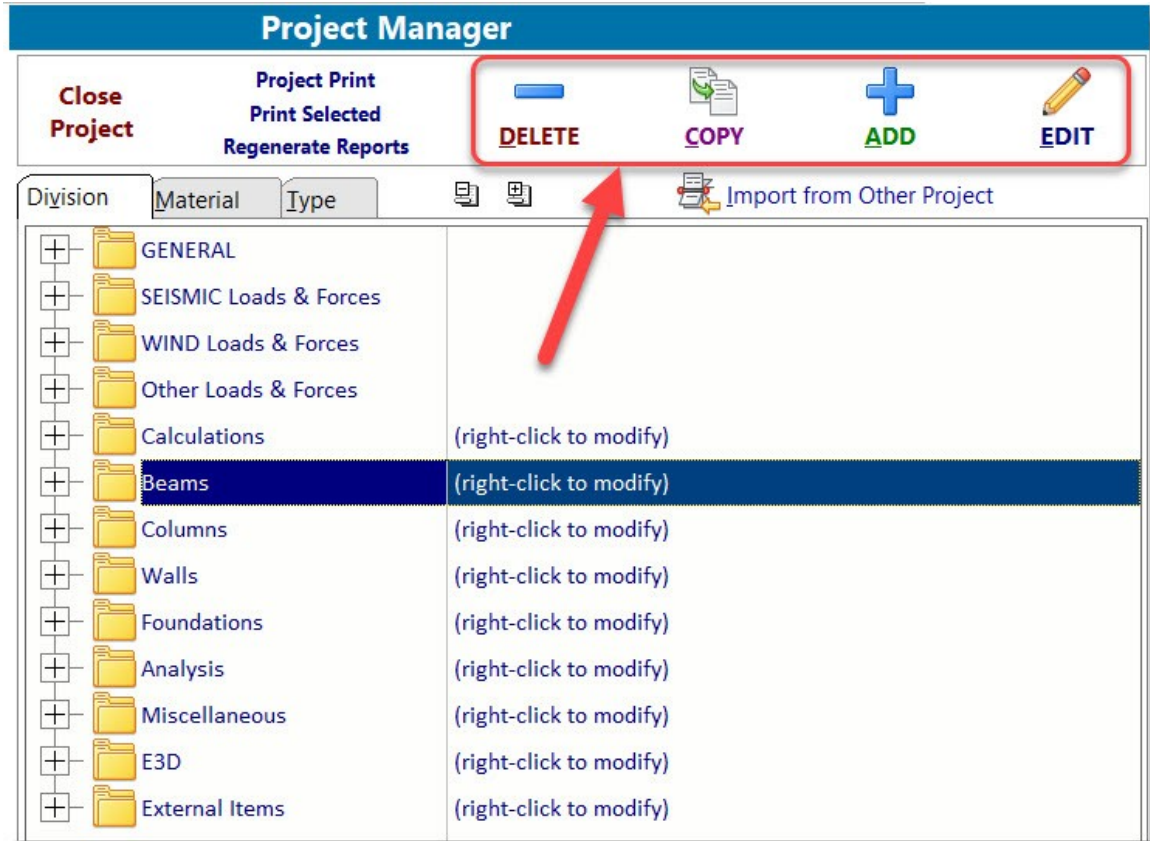 Project Manager
Close Project
Project Print
Print Selected
Regenerate Reports
DELETE
COPY
ADD
EDIT
Division
Material
Type
Import from Other Project
GENERAL
SEISMIC Loads & Forces
WIND Loads & Forces
Other Loads & Forces
Calculations (right-click to modify)
Beams (right-click to modify)
Columns (right-click to modify)
Walls (right-click to modify)
Foundations (right-click to modify)
Analysis (right-click to modify)
Miscellaneous (right-click to modify)
E3D (right-click to modify)
External Items (right-click to modify)